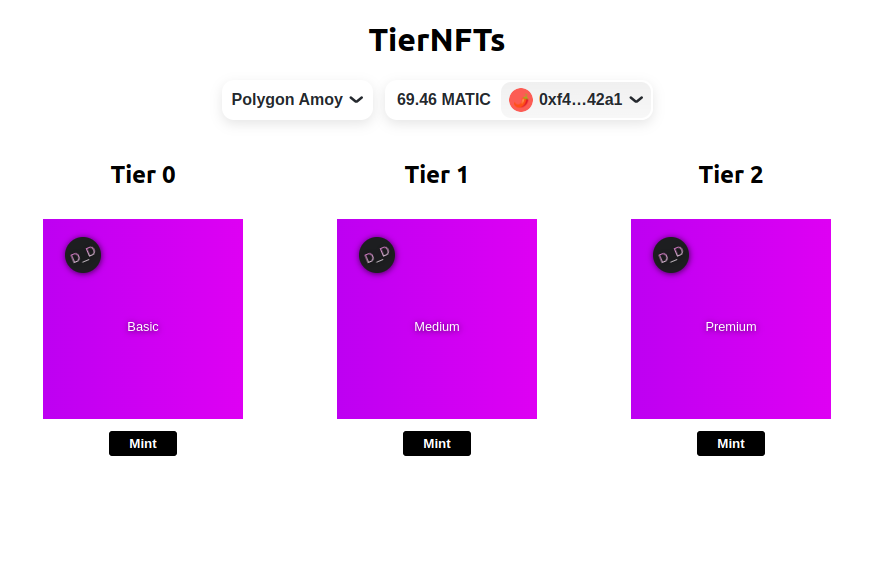 TierNFTs
Polygon Amoy 69.46 MATIC 0xf4...42a1
Tier 0 Tier 1 Tier 2
D_D D_D D_D
Basic Medium Premium
Mint Mint Mint